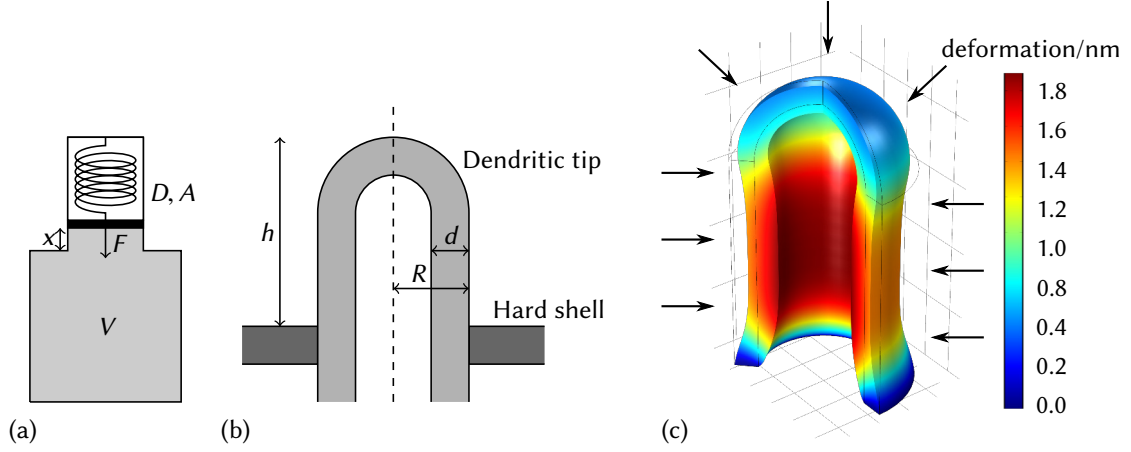 D, A
x
F
V
(a)
h
Dendritic tip
d
R
Hard shell
(b)
deformation/nm
1.8
1.6
1.4
1.2
1.0
0.8
0.6
0.4
0.2
0.0
(c)